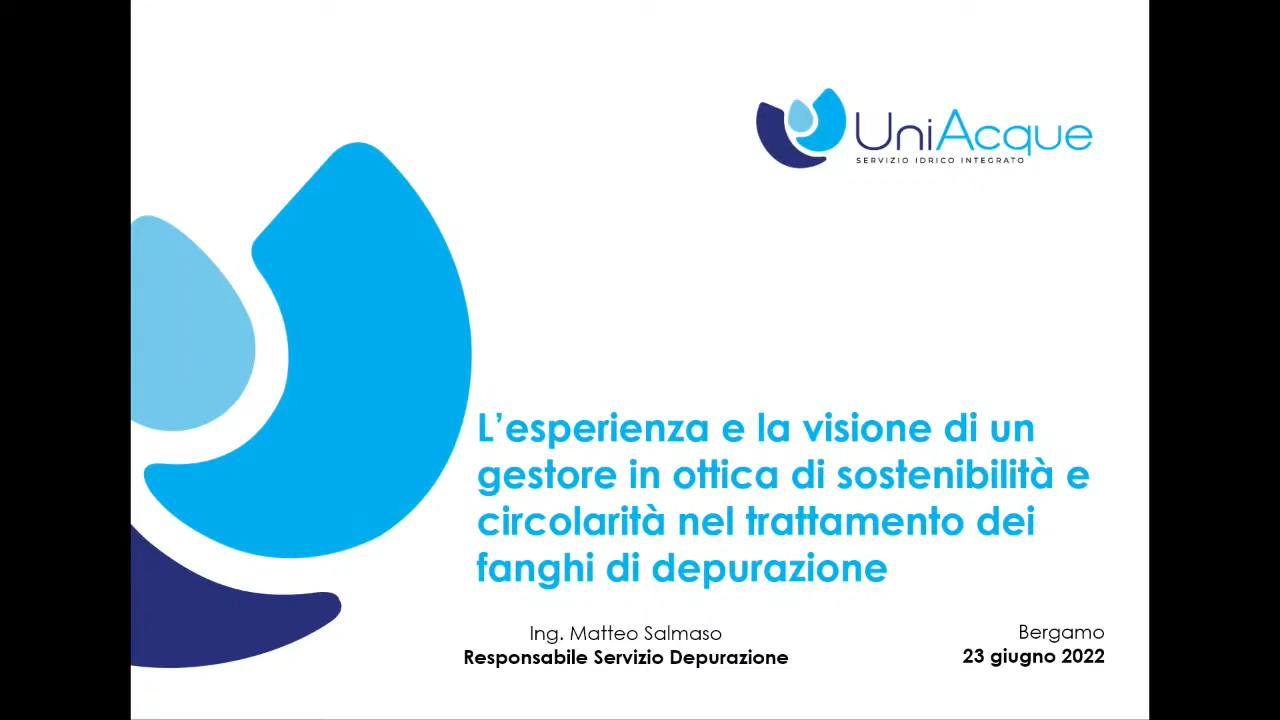 UniAcque
SERVIZIO IDRICO INTEGRATO
L’esperienza e la visione di un
gestore in ottica di sostenibilità e
circolarità nel trattamento dei
fanghi di depurazione
Ing. Matteo Salmaso
Responsabile Servizio Depurazione
Bergamo
23 giugno 2022